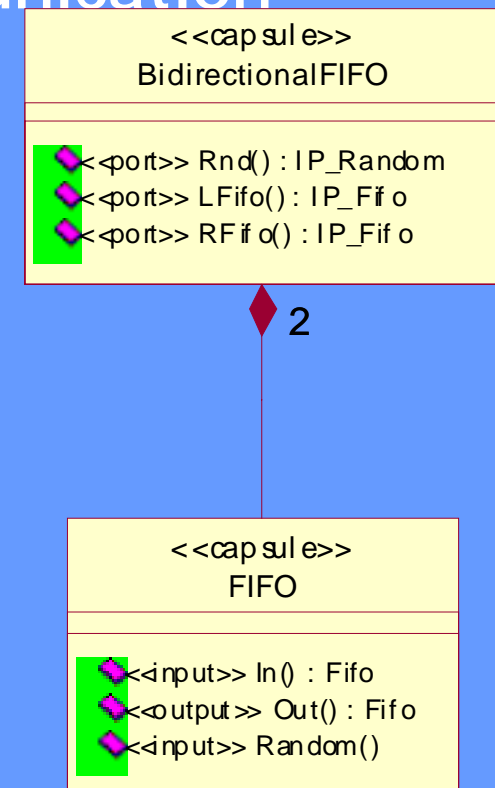 <<capsule>>
BidirectionalFIFO
<<port>> Rnd() : IP_Random
<<port>> LFifo() : IP_Fifo
<<port>> RFifo() : IP_Fifo
2
<<capsule>>
FIFO
<<input>> In() : Fifo
<<output>> Out() : Fifo
<<input>> Random()